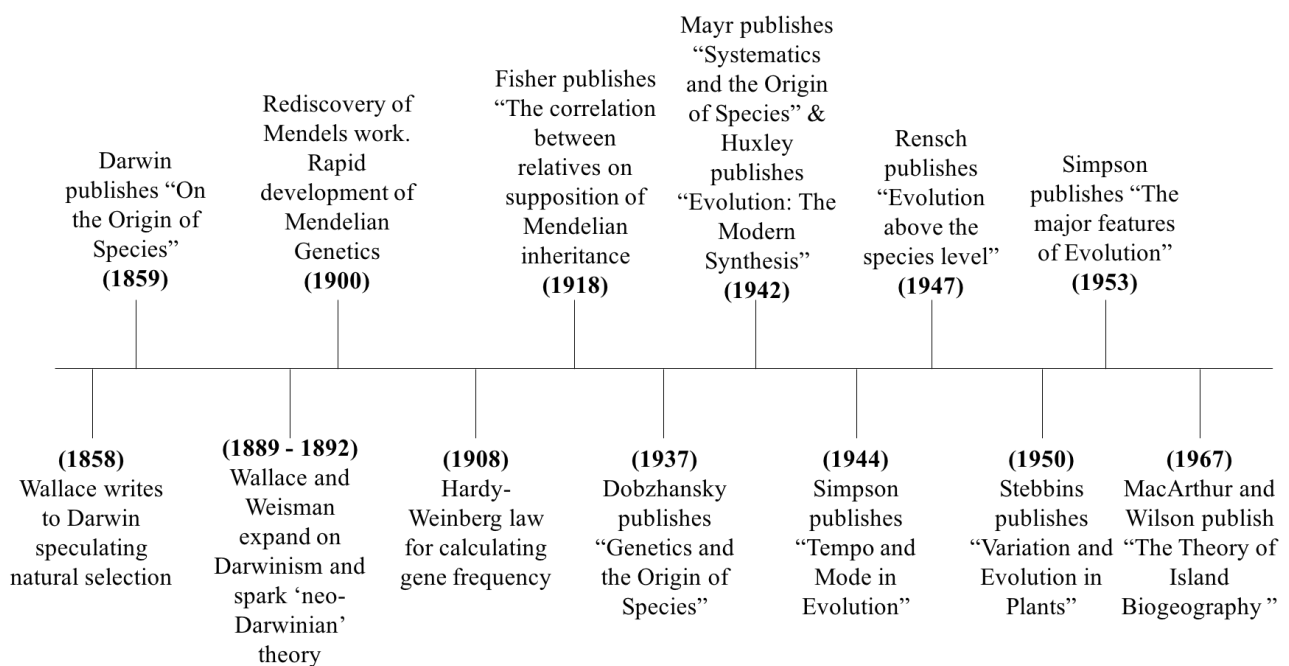 Darwin
publishes “On
the Origin of
Species”
(1859)
Rediscovery of
Mendels work.
Rapid
development of
Mendelian
Genetics
(1900)
Fisher publishes
“The correlation
between
relatives on
supposition of
Mendelian
inheritance
(1918)
Mayr publishes
“Systematics
and the Origin
of Species” &
Huxley
publishes
“Evolution: The
Modern
Synthesis”
(1942)
Rensch
publishes
“Evolution
above the
species level”
(1947)
Simpson
publishes “The
major features
of Evolution”
(1953)
(1858)
Wallace writes
to Darwin
speculating
natural selection
(1889 - 1892)
Wallace and
Weisman
expand on
Darwinism and
spark ‘neo-
Darwinian’
theory
(1908)
Hardy-
Weinberg law
for calculating
gene frequency
(1937)
Dobzhansky
publishes
“Genetics and
the Origin of
Species”
(1944)
Simpson
publishes
“Tempo and
Mode in
Evolution”
(1950)
Stebbins
publishes
“Variation and
Evolution in
Plants”
(1967)
MacArthur and
Wilson publish
“The Theory of
Island
Biogeography ”